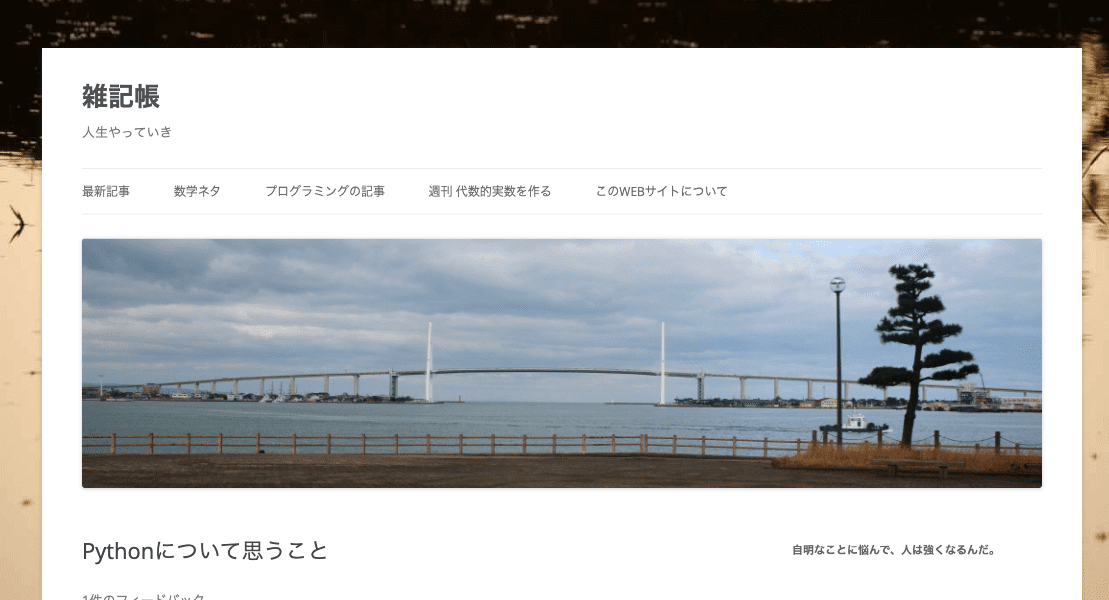 雑記帳
人生やっていき
最新記事 数学ネタ プログラミングの記事 週刊 代数的実数を作る このWEBサイトについて
Pythonについて思うこと
自明なことに悩んで、人は強くなるんだ。
1件のフィードバック